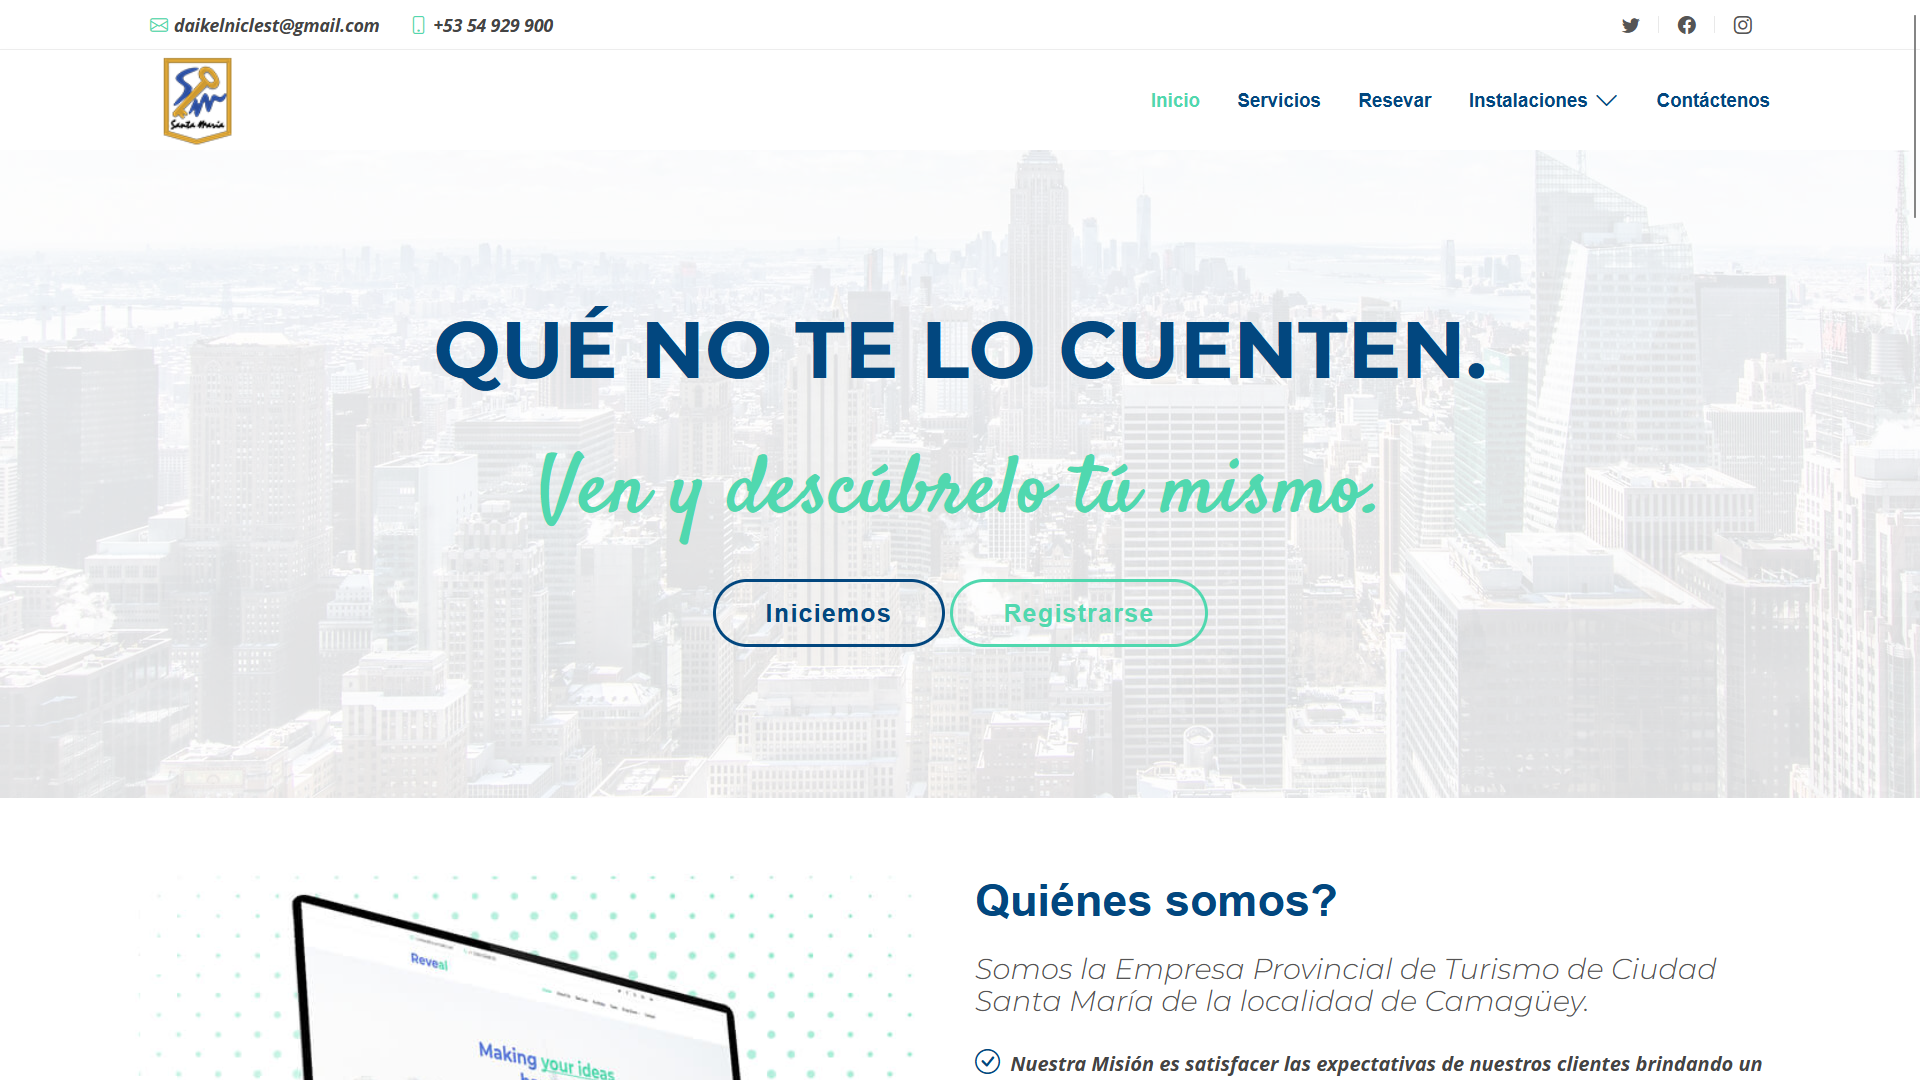 daikelniclest@gmail.com +53 54 929 900
Santa María
Inicio Servicios Resevar Instalaciones Contáctenos
QUÉ NO TE LO CUENTEN.
Ven y descúbrelo tú mismo.
Iniciemos Registrarse
Quiénes somos?
Somos la Empresa Provincial de Turismo de Ciudad
Santa María de la localidad de Camagüey.
Nuestra Misión es satisfacer las expectativas de nuestros clientes brindando un
Reveal
Making your ideas